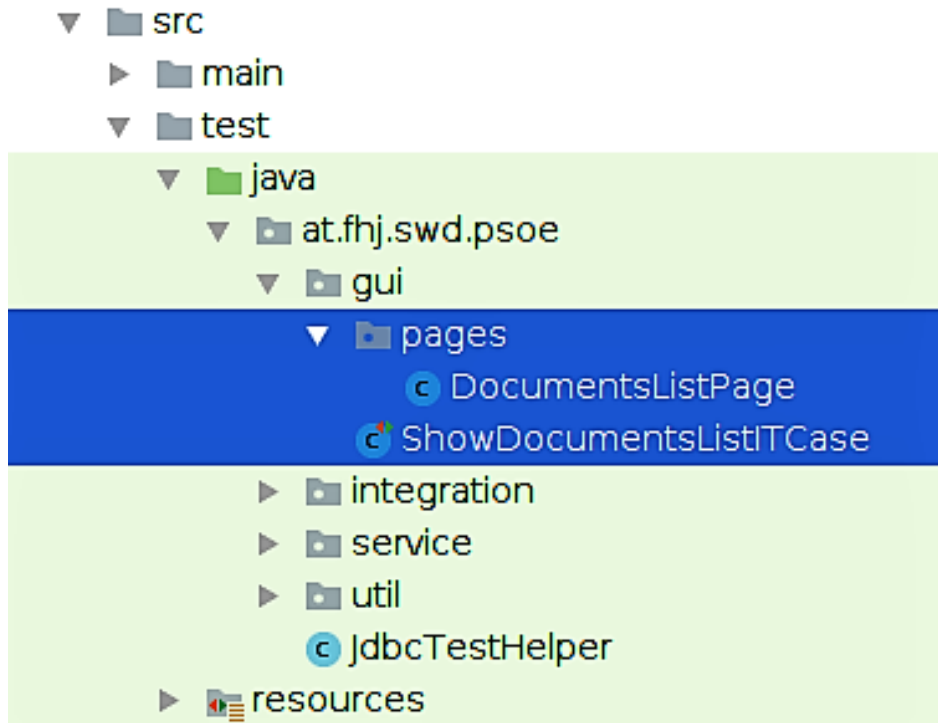 src
main
test
java
at.fhj.swd.psoe
gui
pages
DocumentsListPage
ShowDocumentsListITCase
integration
service
util
JdbcTestHelper
resources